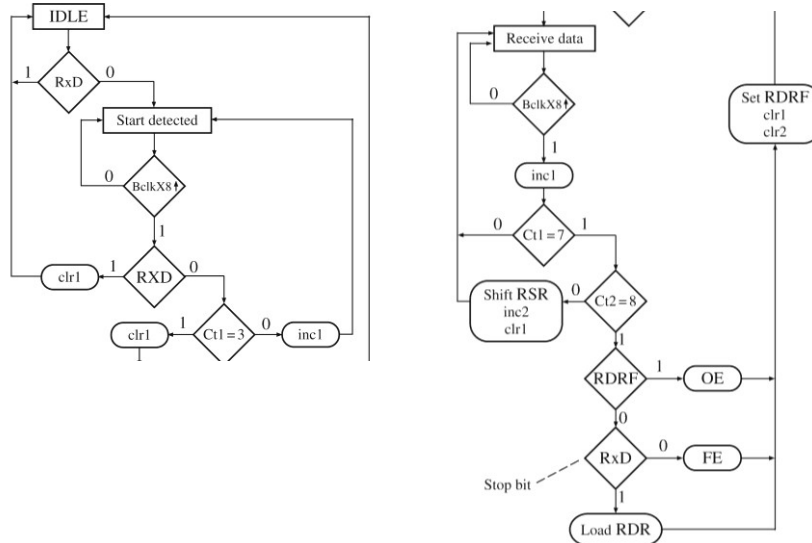 IDLE
1
RxD
0
Start detected
0
BclkX8
1
clr1
1
RXD
0
clr1
1
Ct1 = 3
0
inc1
Receive data
0
BclkX8
1
inc1
0
Ct1 = 7
1
Shift RSR
inc2
clr1
0
Ct2 = 8
1
RDRF
1
OE
0
RxD
0
FE
Stop bit
1
Load RDR
Set RDRF
clr1
clr2